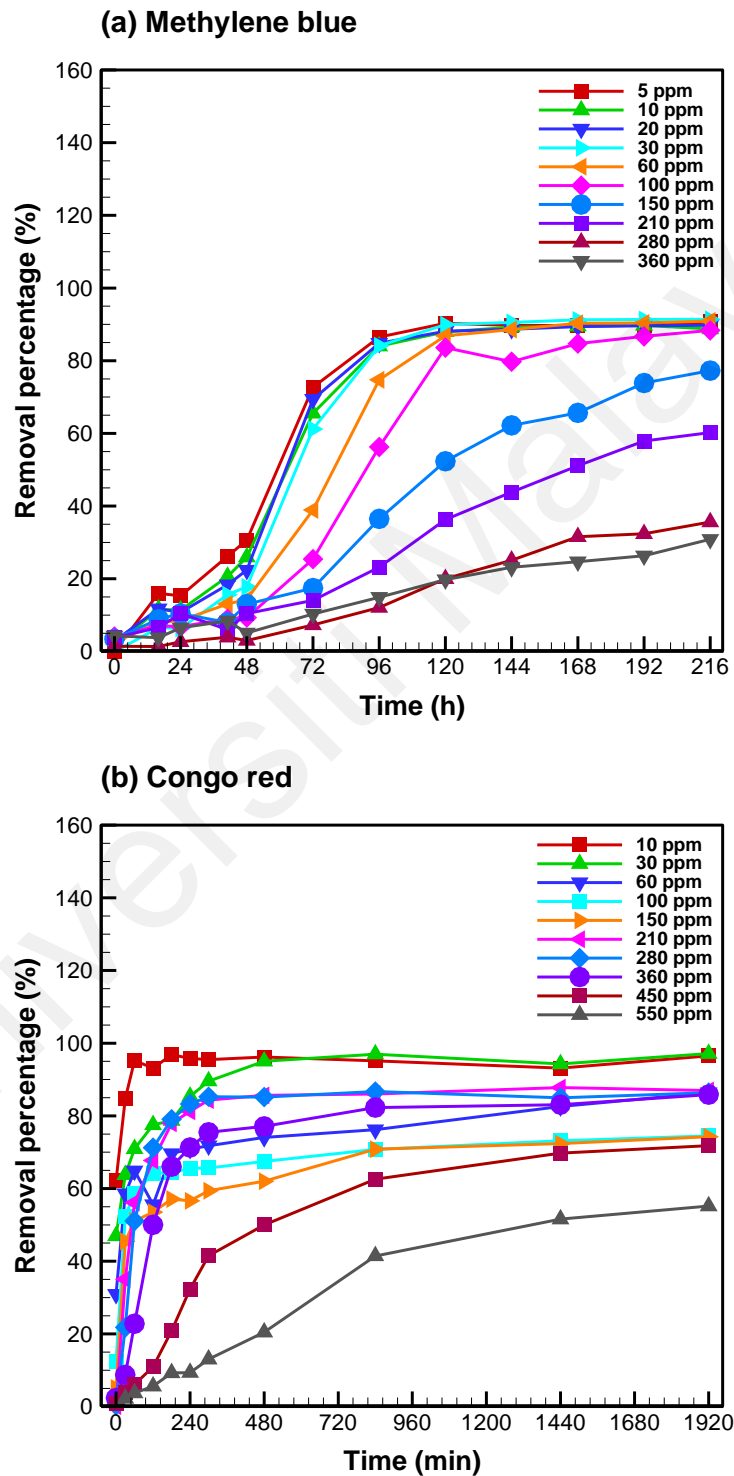 (a) Methylene blue
160
140
120
100
80
60
40
20
0
Removal percentage (%)
5 ppm
10 ppm
20 ppm
30 ppm
60 ppm
100 ppm
150 ppm
210 ppm
280 ppm
360 ppm
0 24 48 72 96 120 144 168 192 216
Time (h)
(b) Congo red
160
140
120
100
80
60
40
20
0
Removal percentage (%)
10 ppm
30 ppm
60 ppm
100 ppm
150 ppm
210 ppm
280 ppm
360 ppm
450 ppm
550 ppm
0 240 480 720 960 1200 1440 1680 1920
Time (min)
iversiti Malay